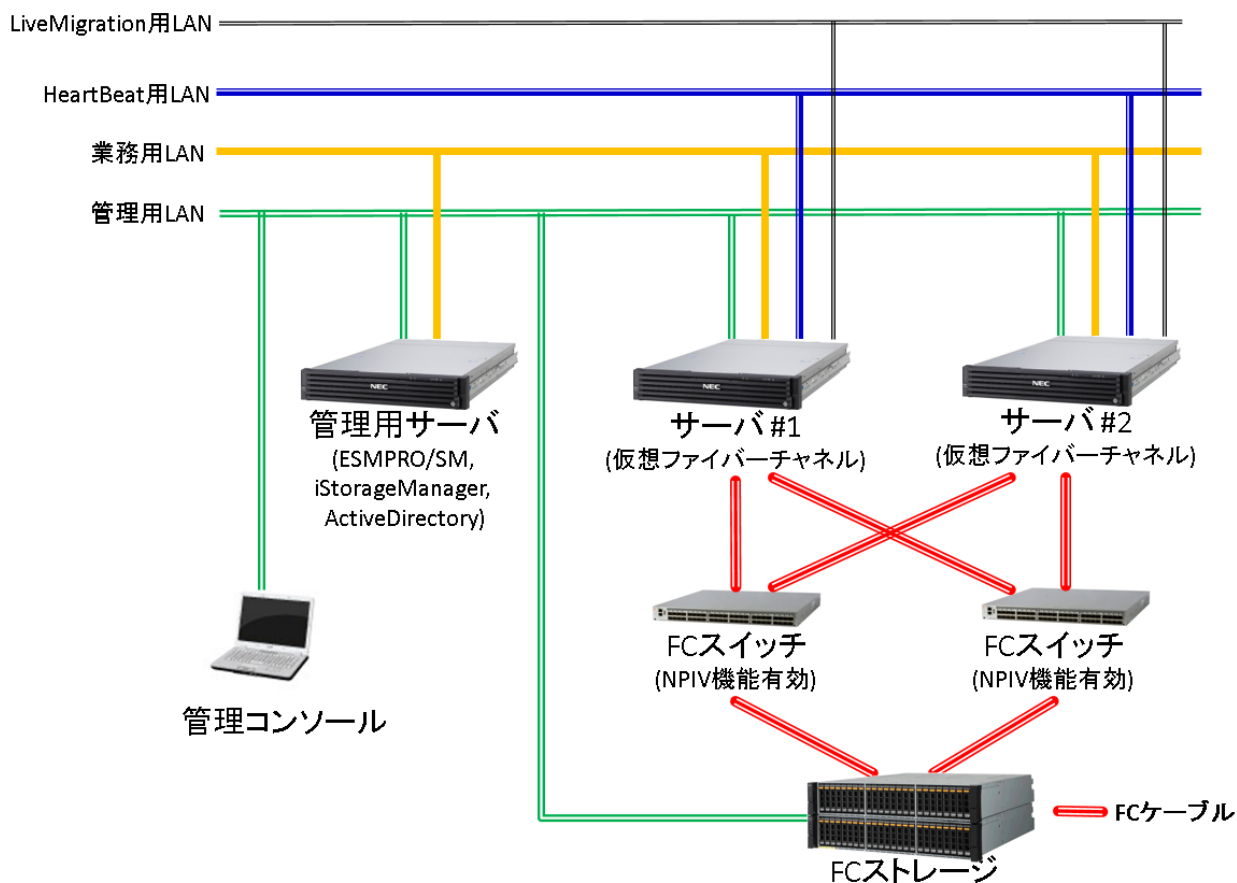 LiveMigration用LAN
HeartBeat用LAN
業務用LAN
管理用LAN
NEC
NEC
NEC
管理用サーバ
(ESMPRO/SM,
iStorageManager,
ActiveDirectory)
サーバ#1
(仮想ファイバーチャネル)
サーバ#2
(仮想ファイバーチャネル)
FCスイッチ
(NPIV機能有効)
FCスイッチ
(NPIV機能有効)
管理コンソール
FCケーブル
FCストレージ